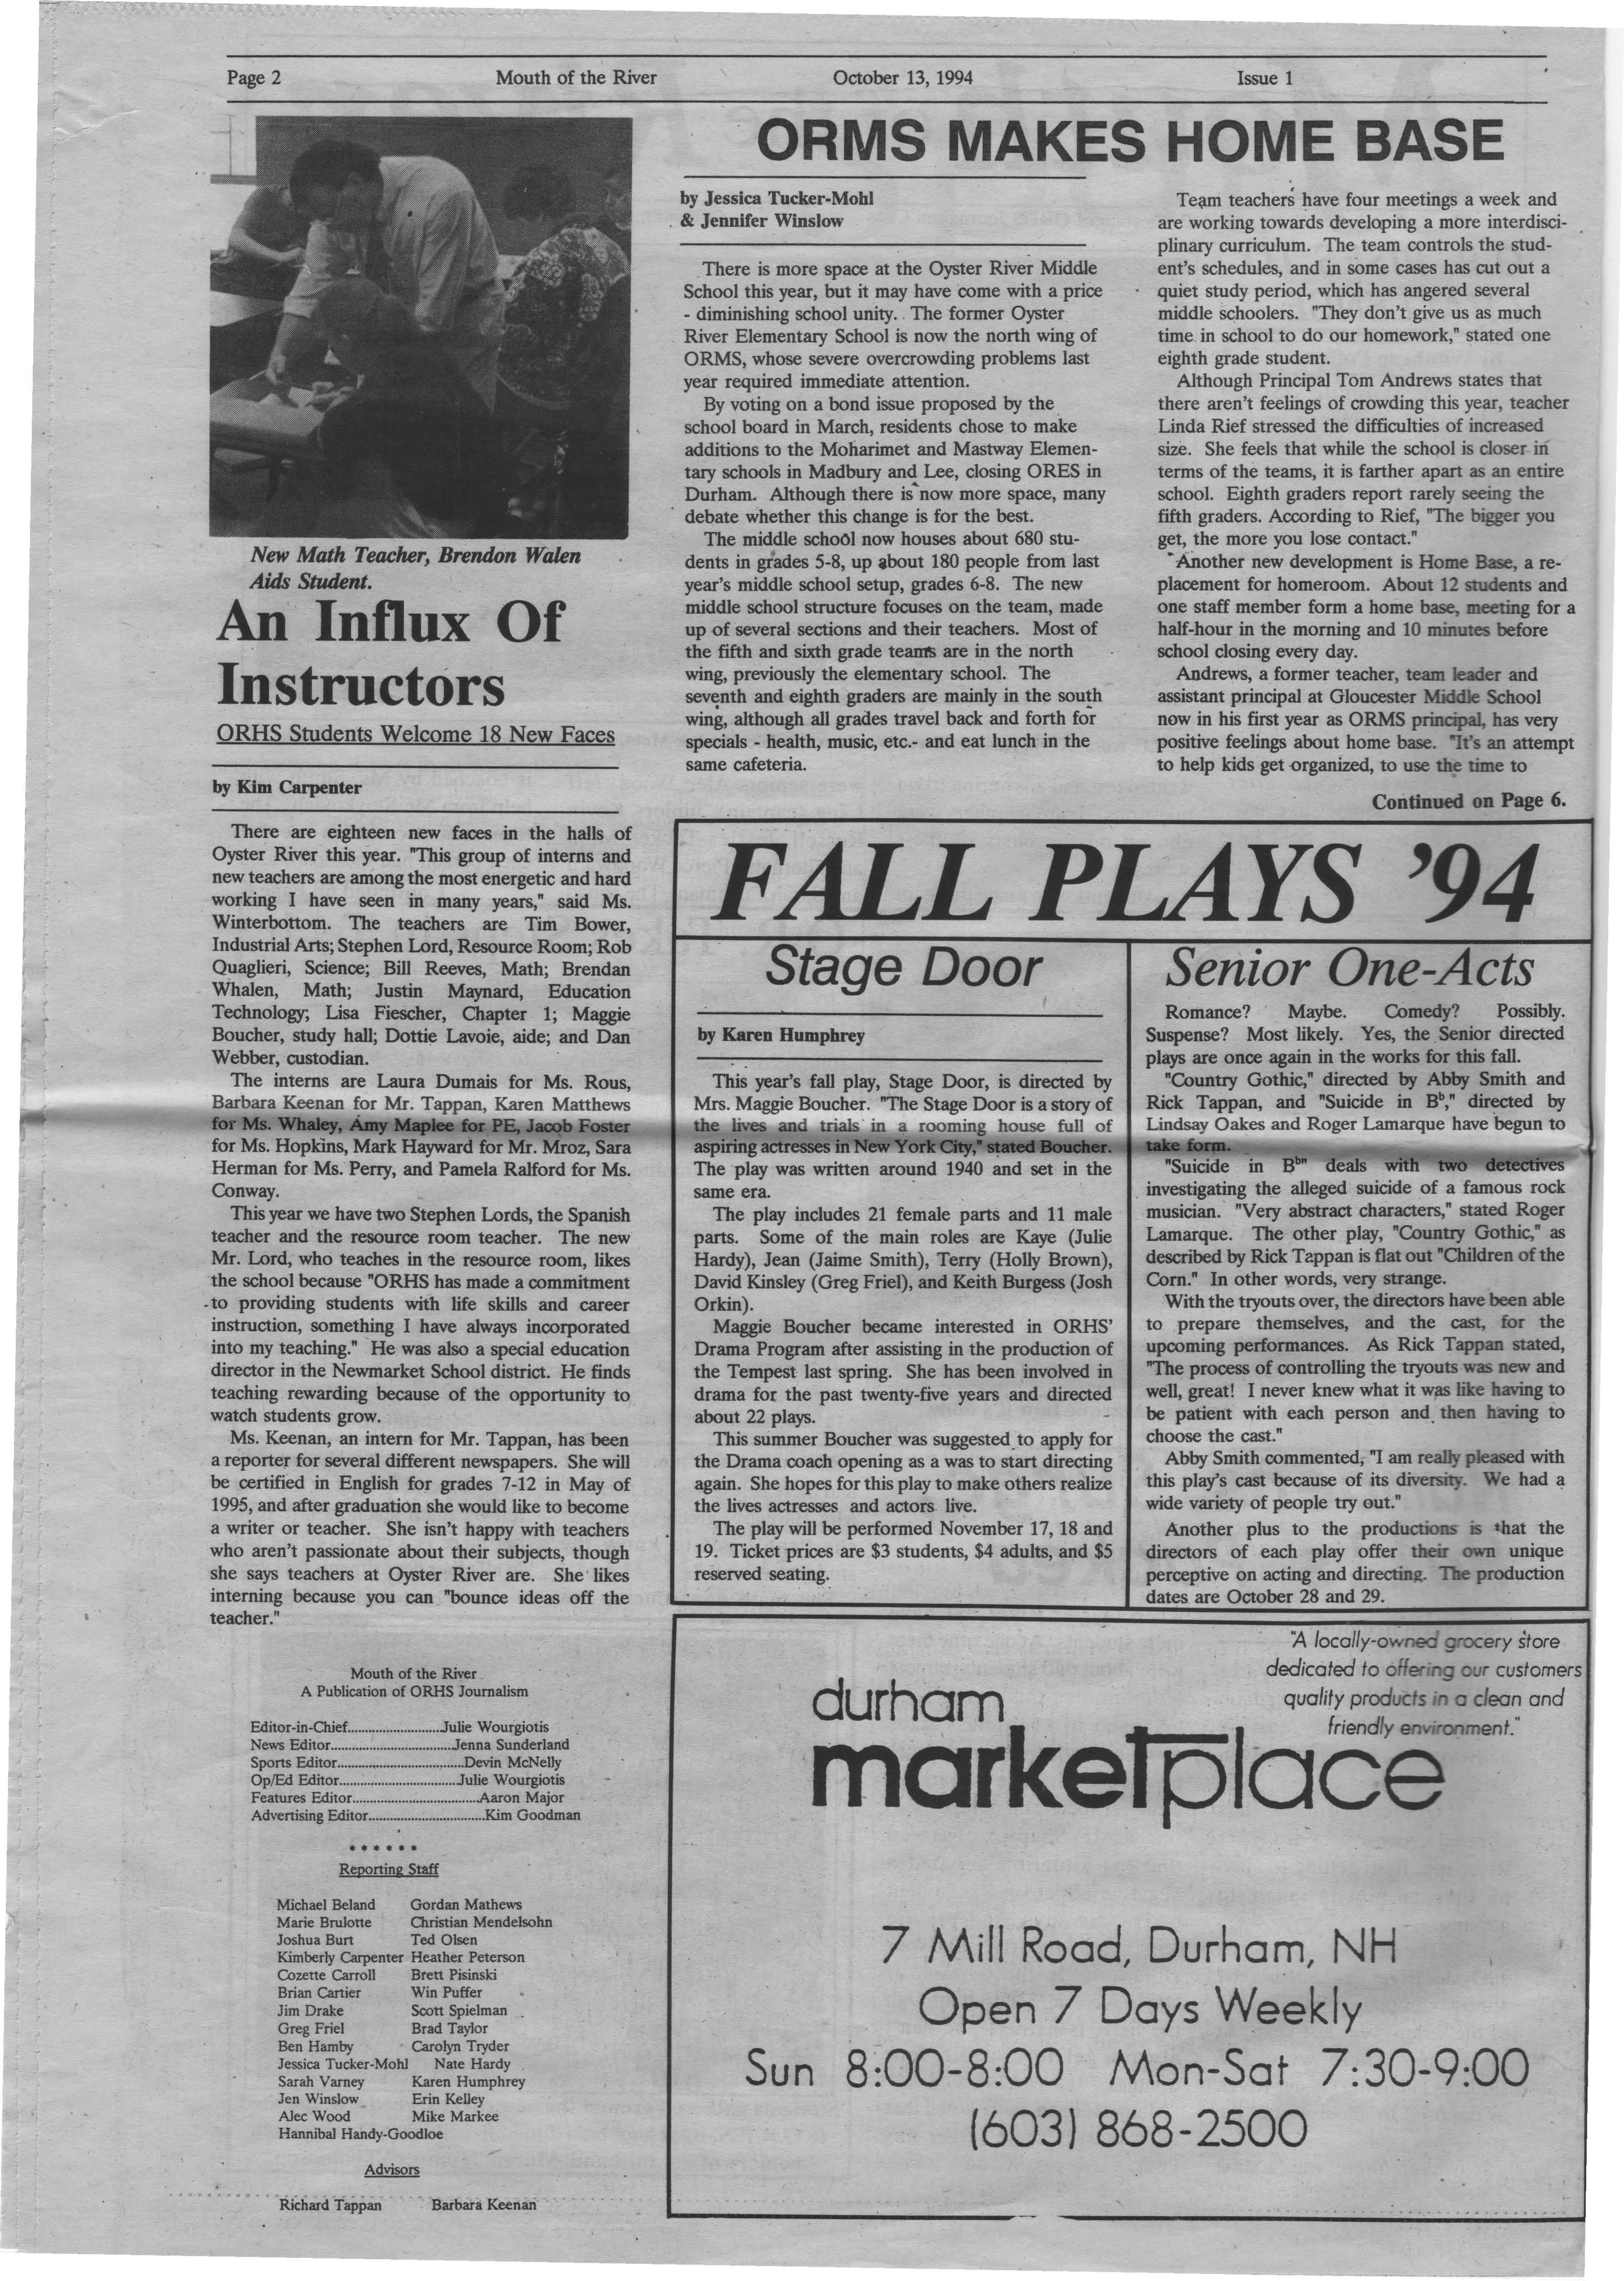 Page 2 Mouth of the River October 13, 1994 Issue 1
New Math Teacher, Brendon Walen
Aids Student.
An Influx Of
Instructors
ORHS Students Welcome 18 New Faces
by Kim Carpenter
There are eighteen new faces in the halls of
Oyster River this year. "This group of interns and
new teachers are among the most energetic and hard
working I have seen in many years," said Ms.
Winterbottom. The teachers are Tim Bower,
Industrial Arts; Stephen Lord, Resource Room; Rob
Quaglieri, Science; Bill Reeves, Math; Brendan
Whalen, Math; Justin Maynard, Education
Technology; Lisa Fiescher, Chapter 1; Maggie
Boucher, study hall; Dottie Lavoie, aide; and Dan
Webber, custodian.
The interns are Laura Dumais for Ms. Rous,
Barbara Keenan for Mr. Tappan, Karen Matthews
for Ms. Whaley, Amy Maplee for PE, Jacob Foster
for Ms. Hopkins, Mark Hayward for Mr. Mroz, Sara
Herman for Ms. Perry, and Pamela Ralford for Ms.
Conway.
This year we have two Stephen Lords, the Spanish
teacher and the resource room teacher. The new
Mr. Lord, who teaches in the resource room, likes
the school because "ORHS has made a commitment
to providing students with life skills and career
instruction, something I have always incorporated
into my teaching." He was also a special education
director in the Newmarket School district. He finds
teaching rewarding because of the opportunity to
watch students grow.
Ms. Keenan, an intern for Mr. Tappan, has been
a reporter for several different newspapers. She will
be certified in English for grades 7-12 in May of
1995, and after graduation she would like to become
a writer or teacher. She isn't happy with teachers
who aren't passionate about their subjects, though
she says teachers at Oyster River are. She likes
interning because you can "bounce ideas off the
teacher."
Mouth of the River
A Publication of ORHS Journalism
Editor-in-Chief...........................Julie Wourgiotis
News Editor....................................Jenna Sunderland
Sports Editor.....................................Devin McNelly
Op/Ed Editor..................................Julie Wourgiotis
Features Editor.....................................Aaron Major
Advertising Editor..................................Kim Goodman
* * * * * *
Reporting Staff
Michael Beland Gordan Mathews
Marie Brulotte Christian Mendelsohn
Joshua Burt Ted Olsen
Kimberly Carpenter Heather Peterson
Cozette Carroll Brett Pisinski
Brian Cartier Win Puffer
Jim Drake Scott Spielman
Greg Friel Brad Taylor
Ben Hamby Carolyn Tryder
Jessica Tucker-Mohl Nate Hardy
Sarah Varney Karen Humphrey
Jen Winslow Erin Kelley
Alec Wood Mike Markee
Hannibal Handy-Goodloe
Advisors
Richard Tappan Barbara Keenan
ORMS MAKES HOME BASE
by Jessica Tucker-Mohl
& Jennifer Winslow
There is more space at the Oyster River Middle
School this year, but it may have come with a price
- diminishing school unity. The former Oyster
River Elementary School is now the north wing of
ORMS, whose severe overcrowding problems last
year required immediate attention.
By voting on a bond issue proposed by the
school board in March, residents chose to make
additions to the Moharimet and Mastway Elemen-
tary schools in Madbury and Lee, closing ORES in
Durham. Although there is now more space, many
debate whether this change is for the best.
The middle school now houses about 680 stu-
dents in grades 5-8, up about 180 people from last
year's middle school setup, grades 6-8. The new
middle school structure focuses on the team, made
up of several sections and their teachers. Most of
the fifth and sixth grade teams are in the north
wing, previously the elementary school. The
seventh and eighth graders are mainly in the south
wing, although all grades travel back and forth for
specials - health, music, etc.- and eat lunch in the
same cafeteria.
Team teachers have four meetings a week and
are working towards developing a more interdisci-
plinary curriculum. The team controls the stud-
ent's schedules, and in some cases has cut out a
quiet study period, which has angered several
middle schoolers. "They don't give us as much
time in school to do our homework," stated one
eighth grade student.
Although Principal Tom Andrews states that
there aren't feelings of crowding this year, teacher
Linda Rief stressed the difficulties of increased
size. She feels that while the school is closer in
terms of the teams, it is farther apart as an entire
school. Eighth graders report rarely seeing the
fifth graders. According to Rief, "The bigger you
get, the more you lose contact."
Another new development is Home Base, a re-
placement for homeroom. About 12 students and
one staff member form a home base, meeting for a
half-hour in the morning and 10 minutes before
school closing every day.
Andrews, a former teacher, team leader and
assistant principal at Gloucester Middle School
now in his first year as ORMS principal, has very
positive feelings about home base. "It's an attempt
to help kids get organized, to use the time to
Continued on Page 6.
FALL PLAYS '94
Stage Door
by Karen Humphrey
This year's fall play, Stage Door, is directed by
Mrs. Maggie Boucher. "The Stage Door is a story of
the lives and trials in a rooming house full of
aspiring actresses in New York City," stated Boucher.
The play was written around 1940 and set in the
same era.
The play includes 21 female parts and 11 male
parts. Some of the main roles are Kaye (Julie
Hardy), Jean (Jaime Smith), Terry (Holly Brown),
David Kinsley (Greg Friel), and Keith Burgess (Josh
Orkin).
Maggie Boucher became interested in ORHS'
Drama Program after assisting in the production of
the Tempest last spring. She has been involved in
drama for the past twenty-five years and directed
about 22 plays.
This summer Boucher was suggested to apply for
the Drama coach opening as a was to start directing
again. She hopes for this play to make others realize
the lives actresses and actors live.
The play will be performed November 17, 18 and
19. Ticket prices are $3 students, $4 adults, and $5
reserved seating.
Senior One-Acts
Romance? Maybe. Comedy? Possibly.
Suspense? Most likely. Yes, the Senior directed
plays are once again in the works for this fall.
"Country Gothic," directed by Abby Smith and
Rick Tappan, and "Suicide in Bb," directed by
Lindsay Oakes and Roger Lamarque have begun to
take form.
"Suicide in Bb" deals with two detectives
investigating the alleged suicide of a famous rock
musician. "Very abstract characters," stated Roger
Lamarque. The other play, "Country Gothic," as
described by Rick Tappan is flat out "Children of the
Corn." In other words, very strange.
With the tryouts over, the directors have been able
to prepare themselves, and the cast, for the
upcoming performances. As Rick Tappan stated,
"The process of controlling the tryouts was new and
well, great! I never knew what it was like having to
be patient with each person and then having to
choose the cast."
Abby Smith commented, "I am really pleased with
this play's cast because of its diversity. We had a
wide variety of people try out."
Another plus to the productions is that the
directors of each play offer their own unique
perceptive on acting and directing. The production
dates are October 28 and 29.
"A locally-owned grocery store
dedicated to offering our customers
quality products in a clean and
friendly environment."
durham
marketplace
7 Mill Road, Durham, NH
Open 7 Days Weekly
Sun 8:00-8:00 Mon-Sat 7:30-9:00
(603) 868-2500